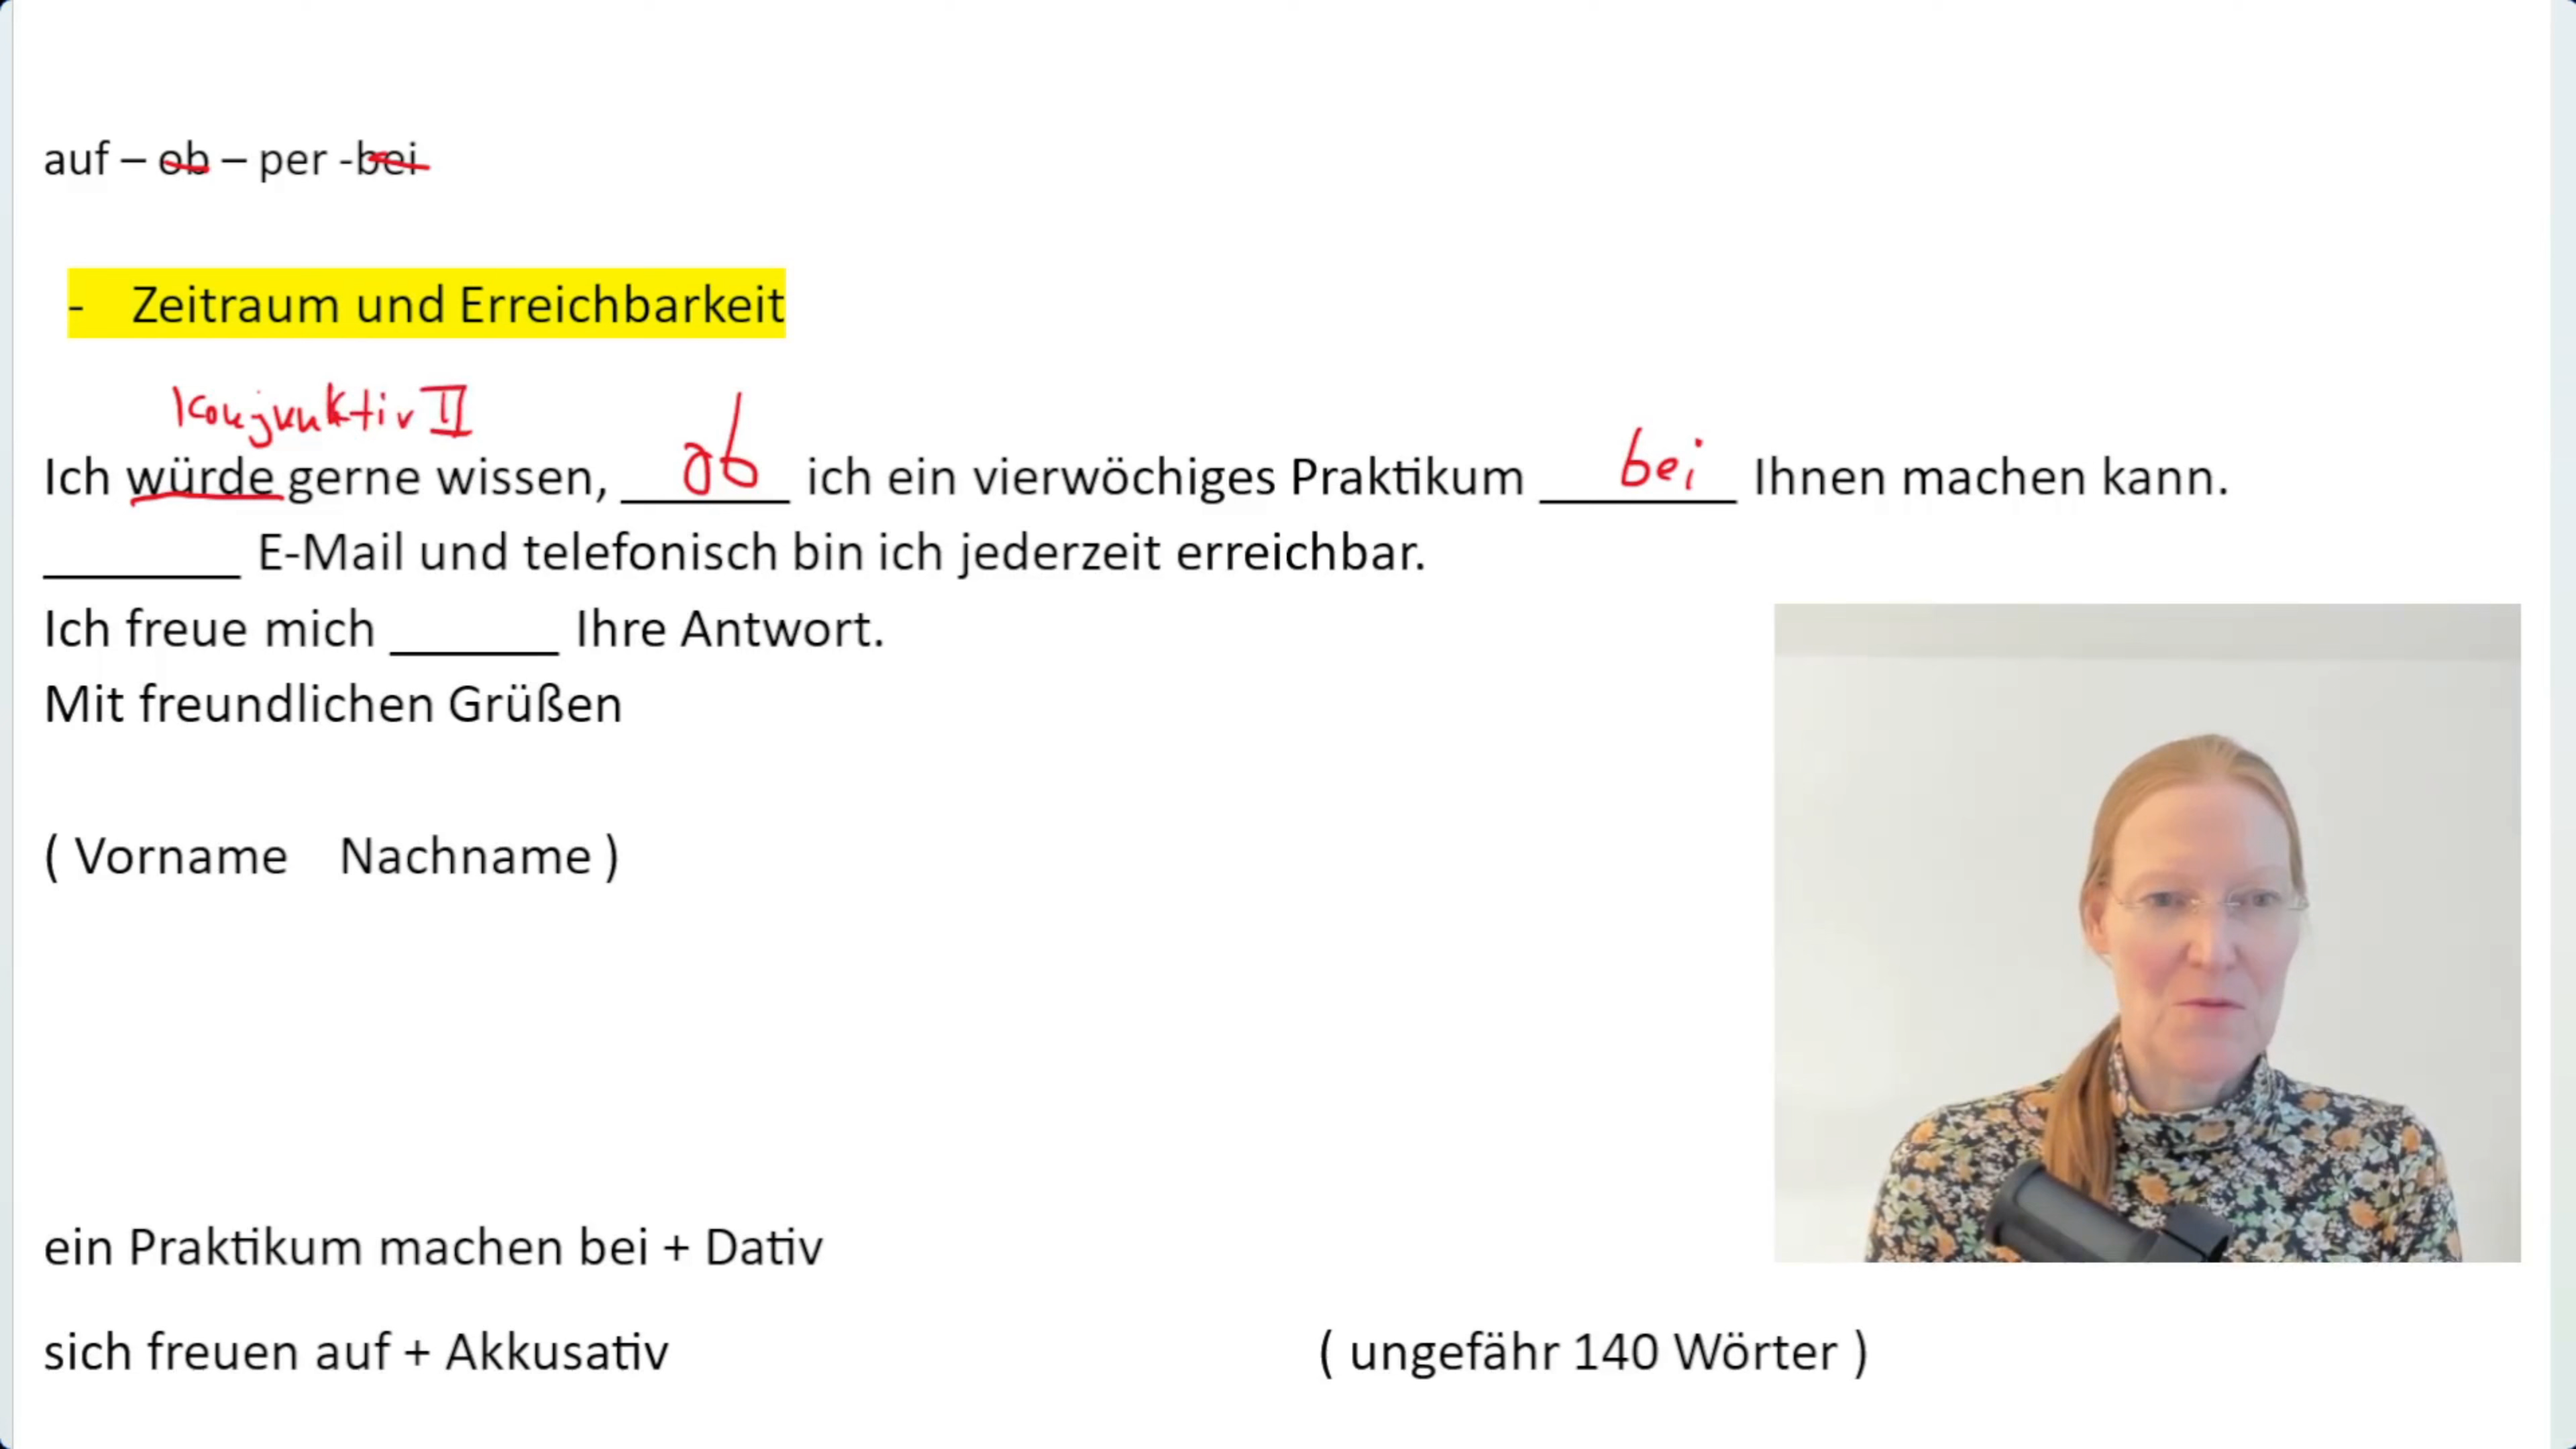 auf – ob – per -bei
- Zeitraum und Erreichbarkeit
Konjunktiv II
Ich würde gerne wissen, ob ich ein vierwöchiges Praktikum bei Ihnen machen kann.
_______ E-Mail und telefonisch bin ich jederzeit erreichbar.
Ich freue mich ______ Ihre Antwort.
Mit freundlichen Grüßen
( Vorname Nachname )
ein Praktikum machen bei + Dativ
sich freuen auf + Akkusativ
( ungefähr 140 Wörter )